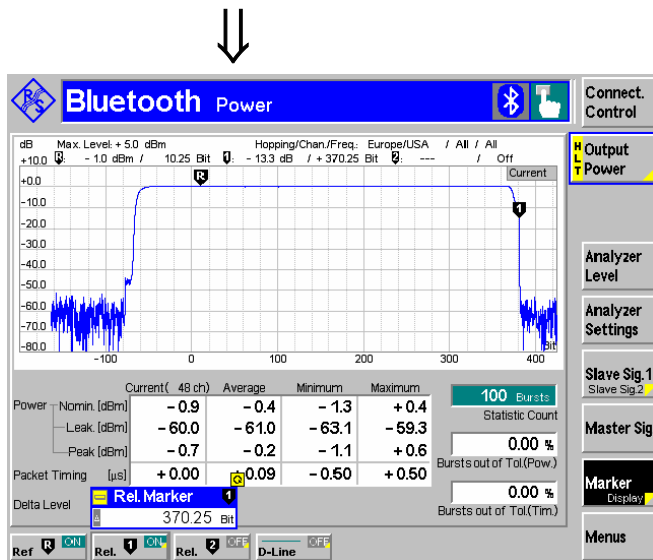 ⇓
R&S Bluetooth Power
Connect. Control
dB Max. Level: + 5.0 dBm Hopping/Chan./Freq.: Europe/USA / All / All
+10.0 R: - 1.0 dBm / 10.25 Bit 1: - 13.3 dB / + 370.25 Bit 2: --- / Off
HLT Output Power
Current
+0.0
R
1
-10.0
-20.0
-30.0
-40.0
-50.0
-60.0
-70.0
-80.0
Bit
-100 0 100 200 300 400
Analyzer Level
Analyzer Settings
Slave Sig.1
Slave Sig.2
Master Sig
Marker
Display
Menus
Current ( 48 ch) Average Minimum Maximum
Power Nomin. [dBm] - 0.9 - 0.4 - 1.3 + 0.4
Leak. [dBm] - 60.0 - 61.0 - 63.1 - 59.3
Peak [dBm] - 0.7 - 0.2 - 1.1 + 0.6
Packet Timing [µs] + 0.00 0.09 - 0.50 + 0.50
100 Bursts
Statistic Count
0.00 %
Bursts out of Tol.(Pow.)
0.00 %
Bursts out of Tol.(Tim.)
Delta Level
Rel. Marker 1
370.25 Bit
Ref R ON Rel. 1 ON Rel. 2 OFF D-Line OFF